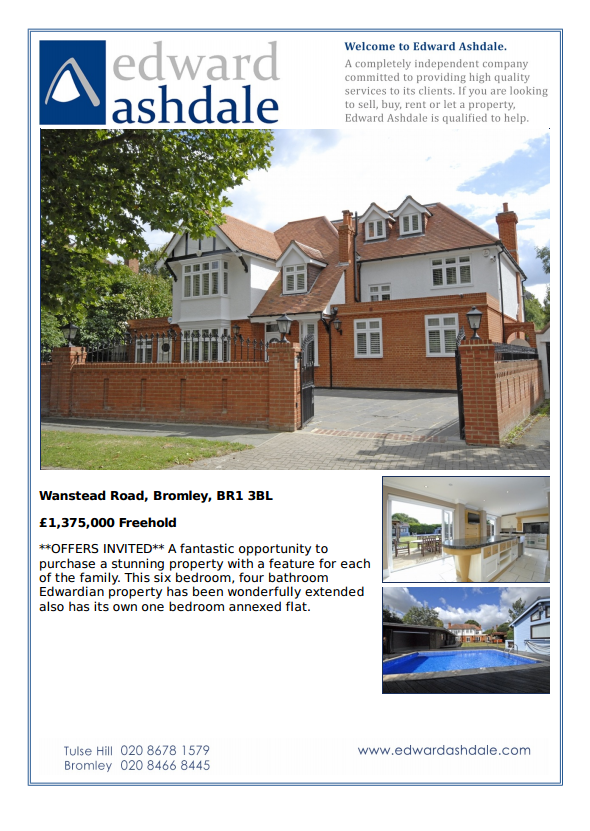 edward
ashdale
Welcome to Edward Ashdale.
A completely independent company
committed to providing high quality
services to its clients. If you are looking
to sell, buy, rent or let a property,
Edward Ashdale is qualified to help.
Wanstead Road, Bromley, BR1 3BL
£1,375,000 Freehold
**OFFERS INVITED** A fantastic opportunity to
purchase a stunning property with a feature for each
of the family. This six bedroom, four bathroom
Edwardian property has been wonderfully extended
also has its own one bedroom annexed flat.
Tulse Hill 020 8678 1579
Bromley 020 8466 8445
www.edwardashdale.com